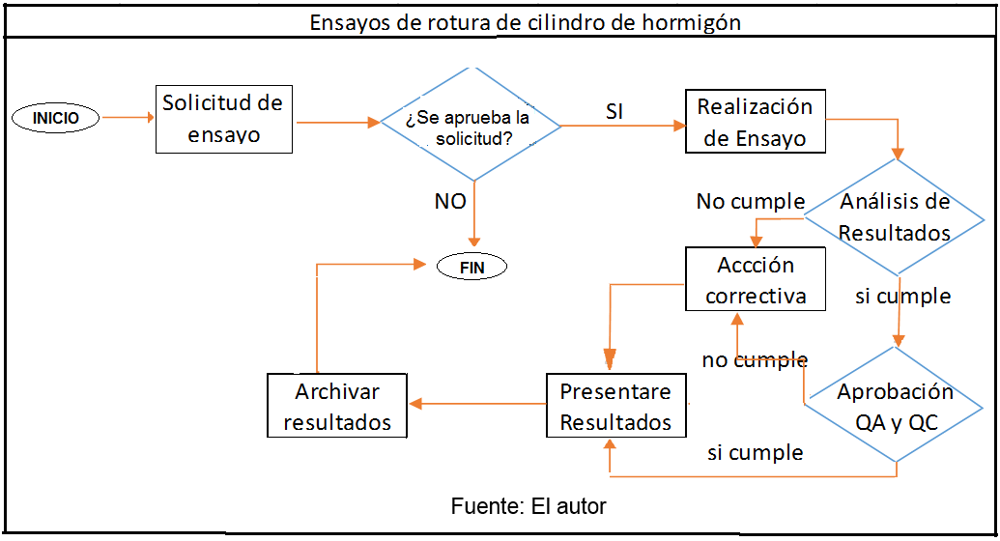 Ensayos de rotura de cilindro de hormigón
INICIO
Solicitud de
ensayo
¿Se aprueba la
solicitud?
SI
Realización
de Ensayo
NO
FIN
No cumple
Análisis de
Resultados
Accción
correctiva
si cumple
no cumple
Aprobación
QA y QC
si cumple
Presentare
Resultados
Archivar
resultados
Fuente: El autor